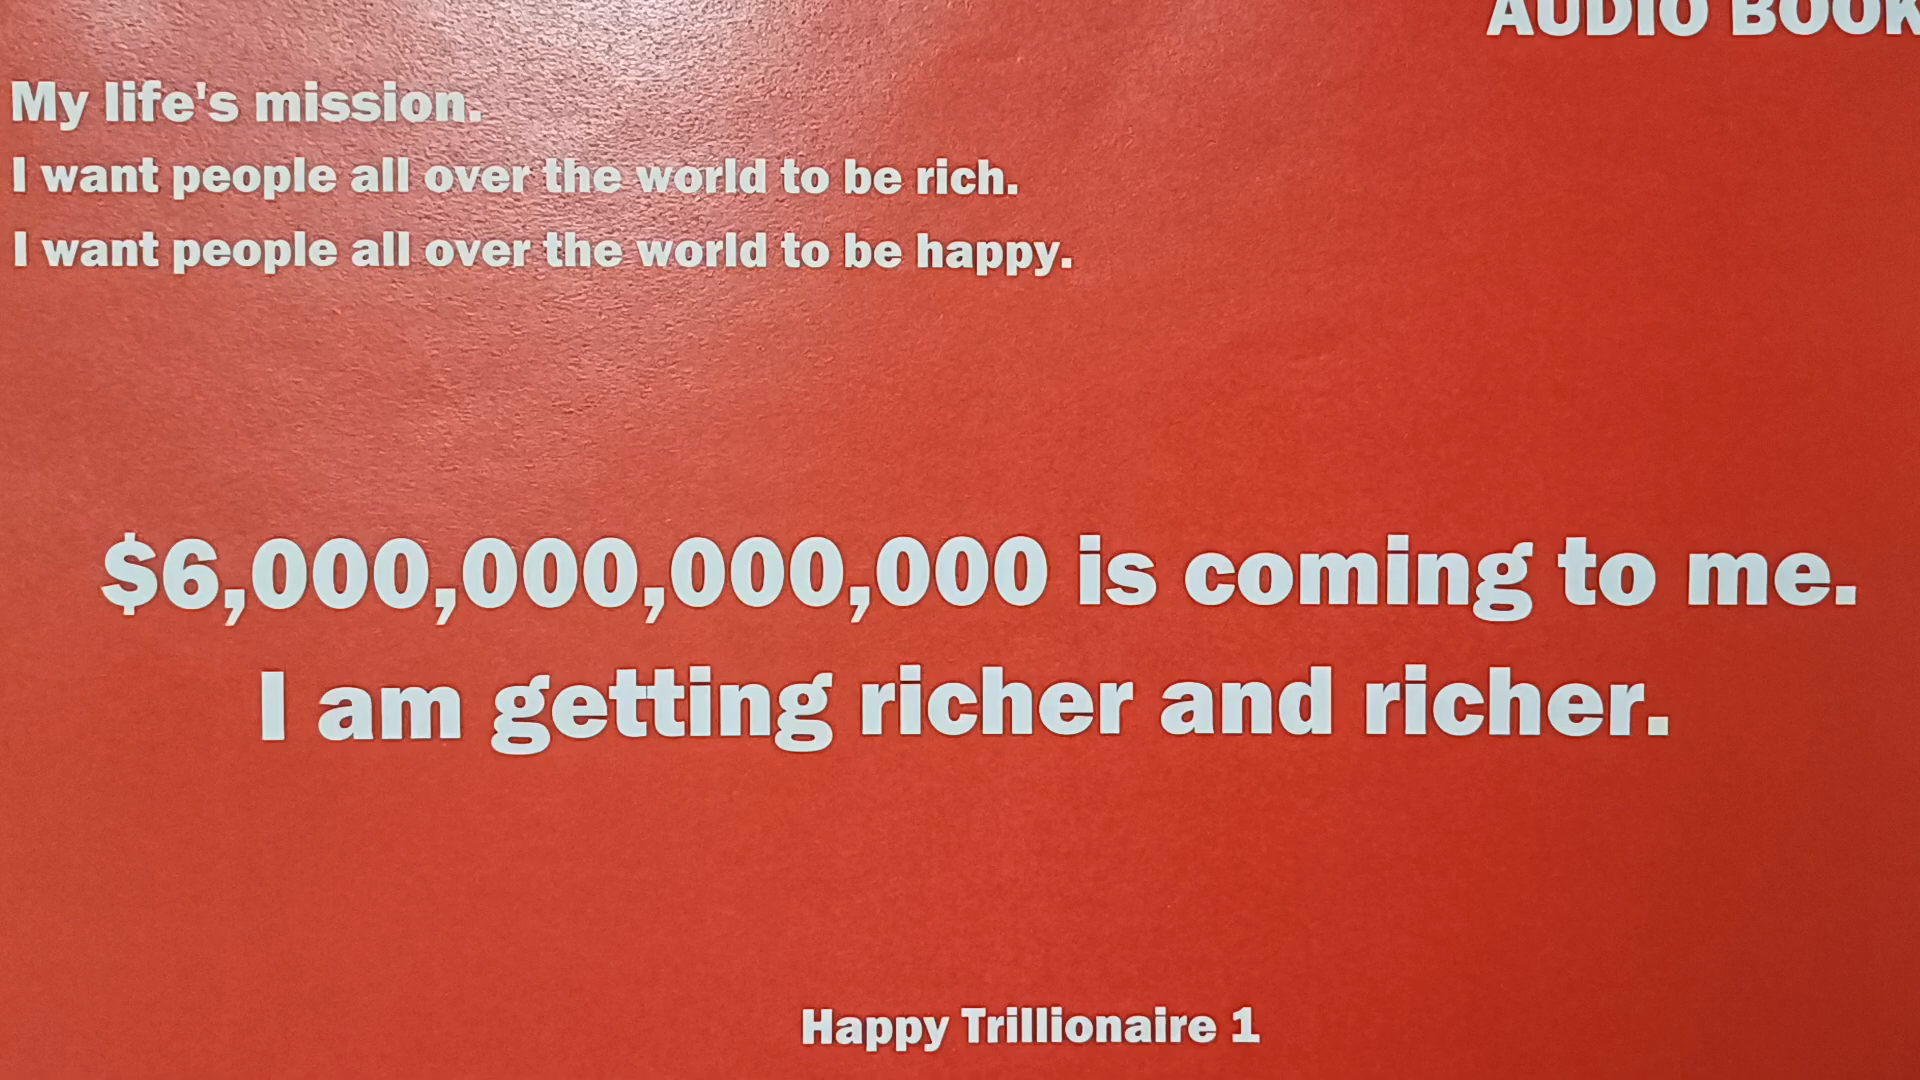 AUDIO BOOK
My life's mission.
I want people all over the world to be rich.
I want people all over the world to be happy.
$6,000,000,000,000 is coming to me.
I am getting richer and richer.
Happy Trillionaire 1